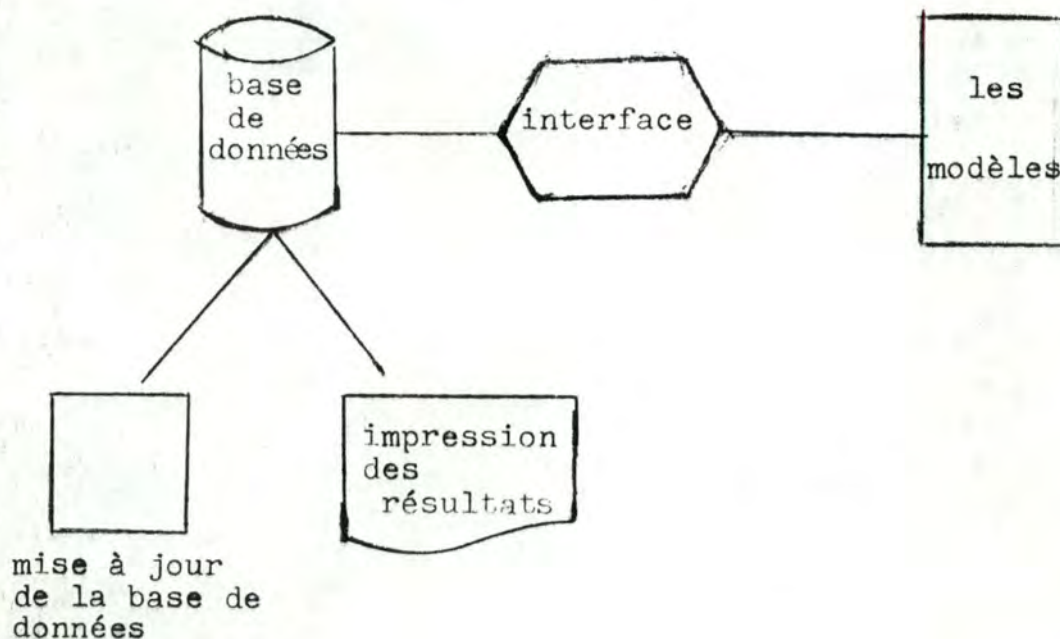 base
de
données
interface
les
modèles
impression
des
résultats
mise à jour
de la base de
données